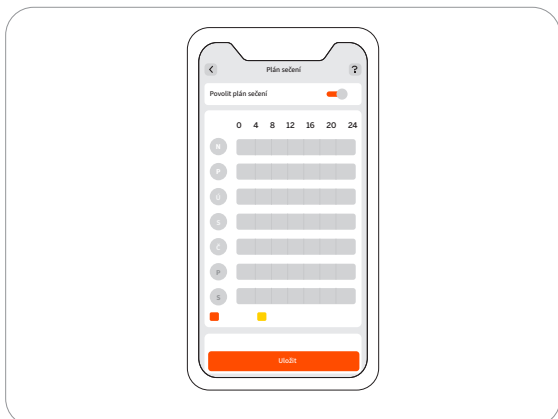 Plán sečení
?
Povolit plán sečení
0 4 8 12 16 20 24
N
P
Ú
S
Č
P
S
Uložit